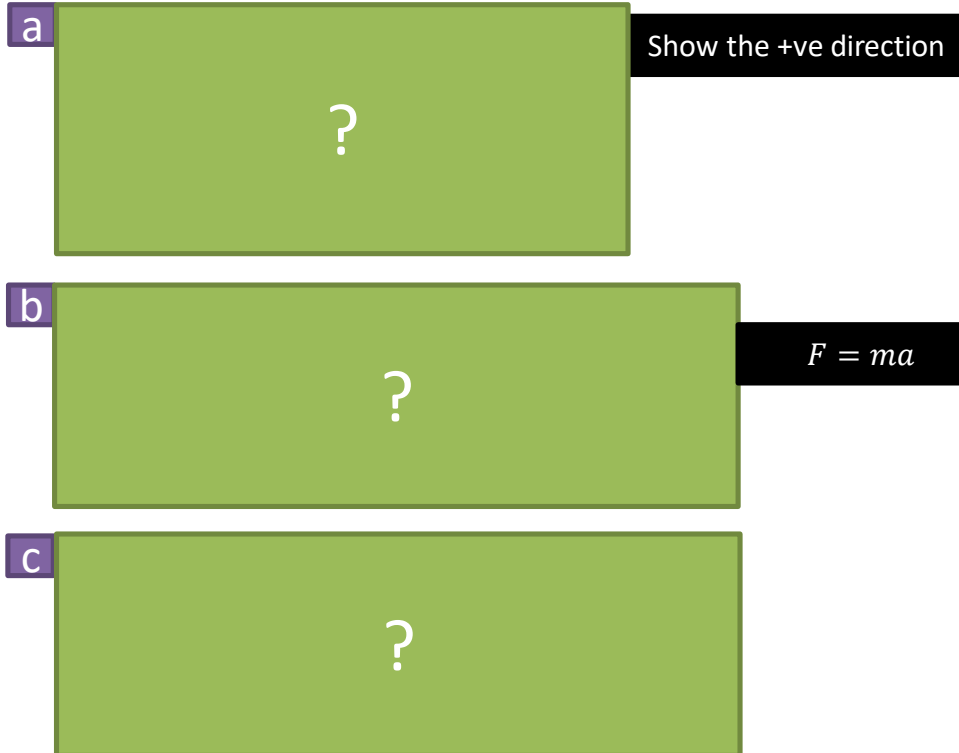 a
Show the +ve direction
?
b
F = ma
?
c
?